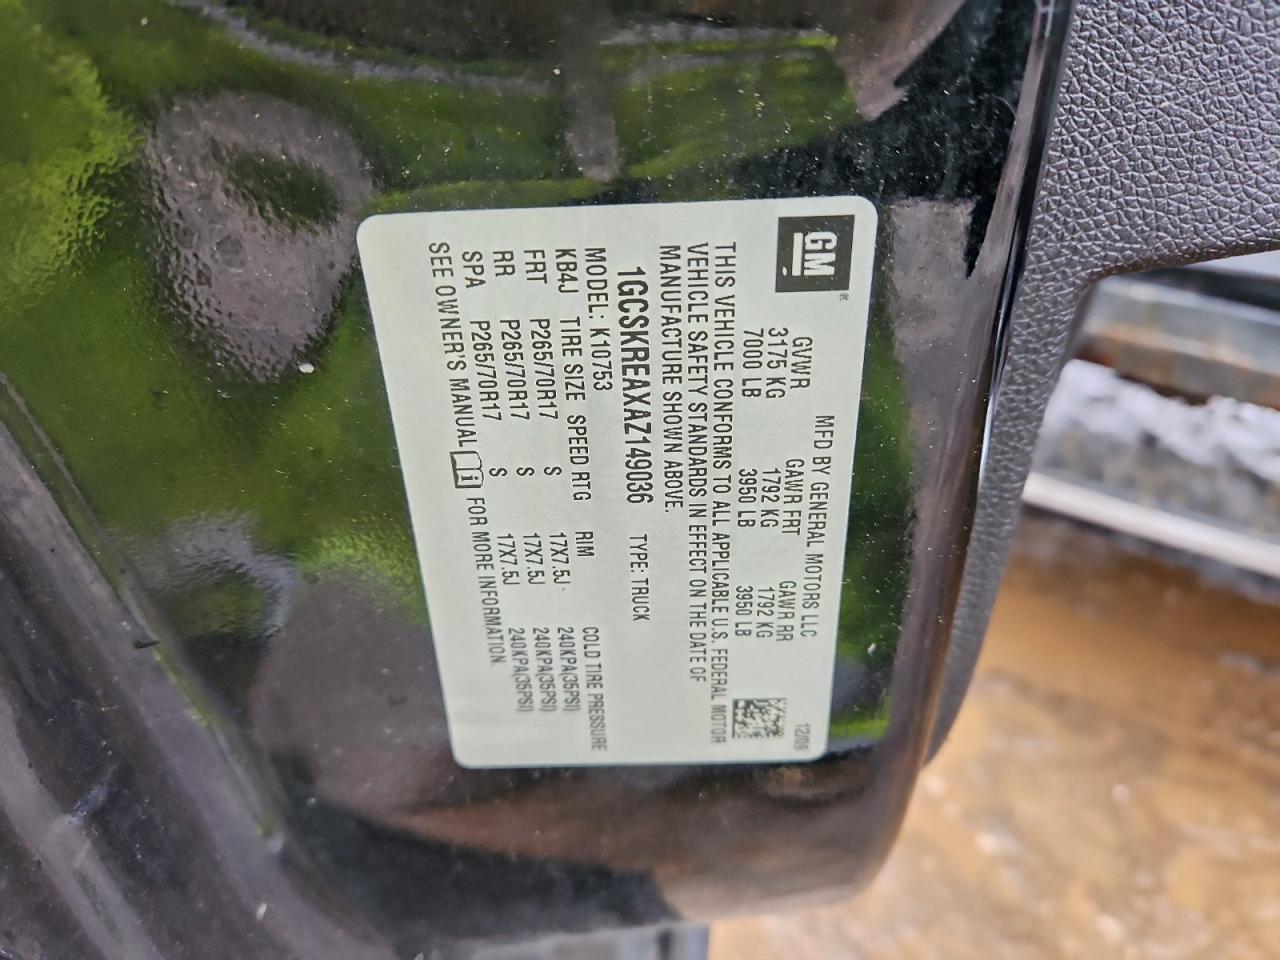 GM ®
MFD BY GENERAL MOTORS LLC 12/09
GVWR GAWR FRT GAWR RR
3175 KG 1792 KG 1792 KG
7000 LB 3950 LB 3950 LB
THIS VEHICLE CONFORMS TO ALL APPLICABLE U.S. FEDERAL MOTOR
VEHICLE SAFETY STANDARDS IN EFFECT ON THE DATE OF
MANUFACTURE SHOWN ABOVE.
1GCSKREAXAZ149036 TYPE: TRUCK
MODEL: K10753
KB4J TIRE SIZE SPEED RTG RIM COLD TIRE PRESSURE
FRT P265/70R17 S 17X7.5J 240KPA(35PSI)
RR P265/70R17 S 17X7.5J 240KPA(35PSI)
SPA P265/70R17 S 17X7.5J 240KPA(35PSI)
SEE OWNER'S MANUAL i FOR MORE INFORMATION.